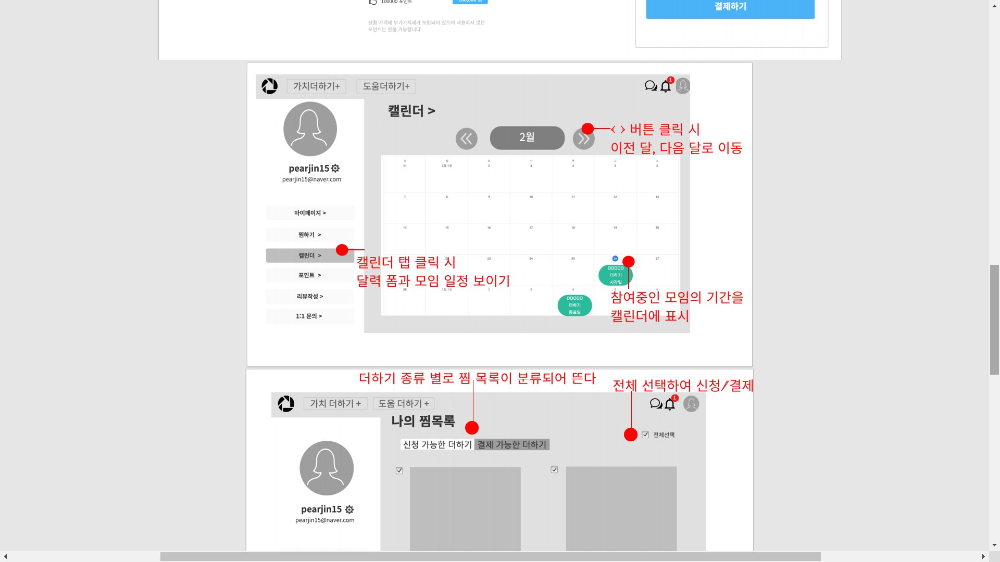 100000 포인트
100,000 원
상품 가격에 부가가치세가 포함되어 있으며 사용하지 않은
포인트는 환불 가능합니다.
결제하기
가치더하기+
도움더하기+
1
pearjin15
pearjin15@naver.com
마이페이지 >
찜하기 >
캘린더 >
포인트 >
리뷰작성 >
1:1 문의 >
캘린더 >
2월
< > 버튼 클릭 시
이전 달, 다음 달로 이동
일 월 화 수 목 금 토
31 2월 1일 2 3 4 5 6
7 8 9 10 11 12 13
14 15 16 17 18 19 20
22 23 24 25 26 27
OOOOO
더하기
시작일
28 3월 1일 2 3 4 5 6
OOOOO
더하기
종료일
캘린더 탭 클릭 시
달력 폼과 모임 일정 보이기
참여중인 모임의 기간을
캘린더에 표시
더하기 종류 별로 찜 목록이 분류되어 뜬다
전체 선택하여 신청/결제
가치 더하기 +
도움 더하기 +
1
나의 찜목록
전체선택
신청 가능한 더하기
결제 가능한 더하기
pearjin15
pearjin15@naver.com